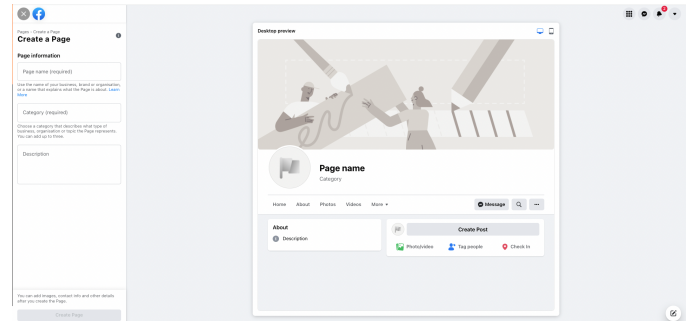 Pages › Create a Page
Create a Page
Page information
Page name (required)
Use the name of your business, brand or organisation,
or a name that explains what the Page is about. Learn
More
Category (required)
Choose a category that describes what type of
business, organisation or topic the Page represents.
You can add up to three.
Description
You can add images, contact info and other details
after you create the Page.
Create Page
Desktop preview
Page name
Category
Home About Photos Videos More
Message
About
Description
Create Post
Photo/video Tag people Check in